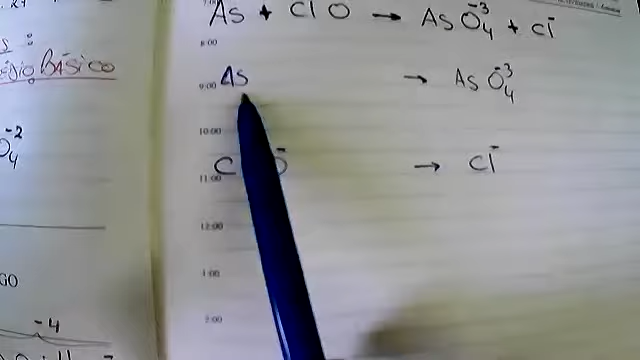 As + ClO → AsO₄⁻³ + Cl⁻
8:00
9:00 As → AsO₄⁻³
10:00
11:00 → Cl⁻
12:00
1:00
2:00
BÁSICO
O₄⁻²
GO
-4